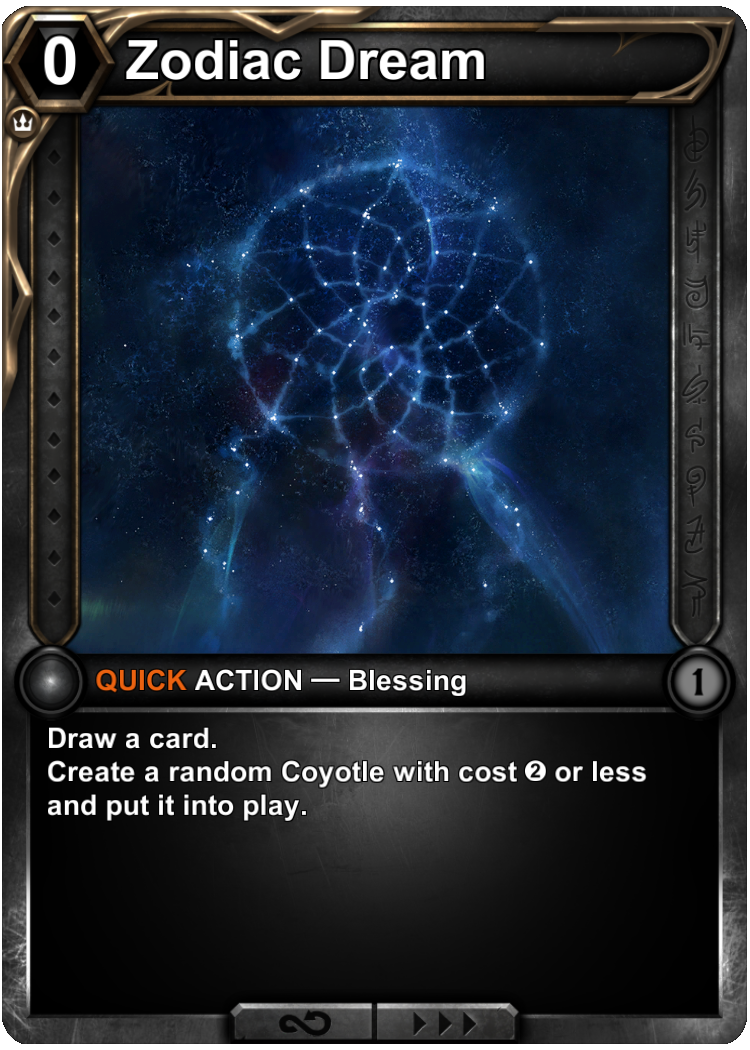 0 Zodiac Dream
QUICK ACTION — Blessing
1
Draw a card.
Create a random Coyotle with cost ❷ or less
and put it into play.